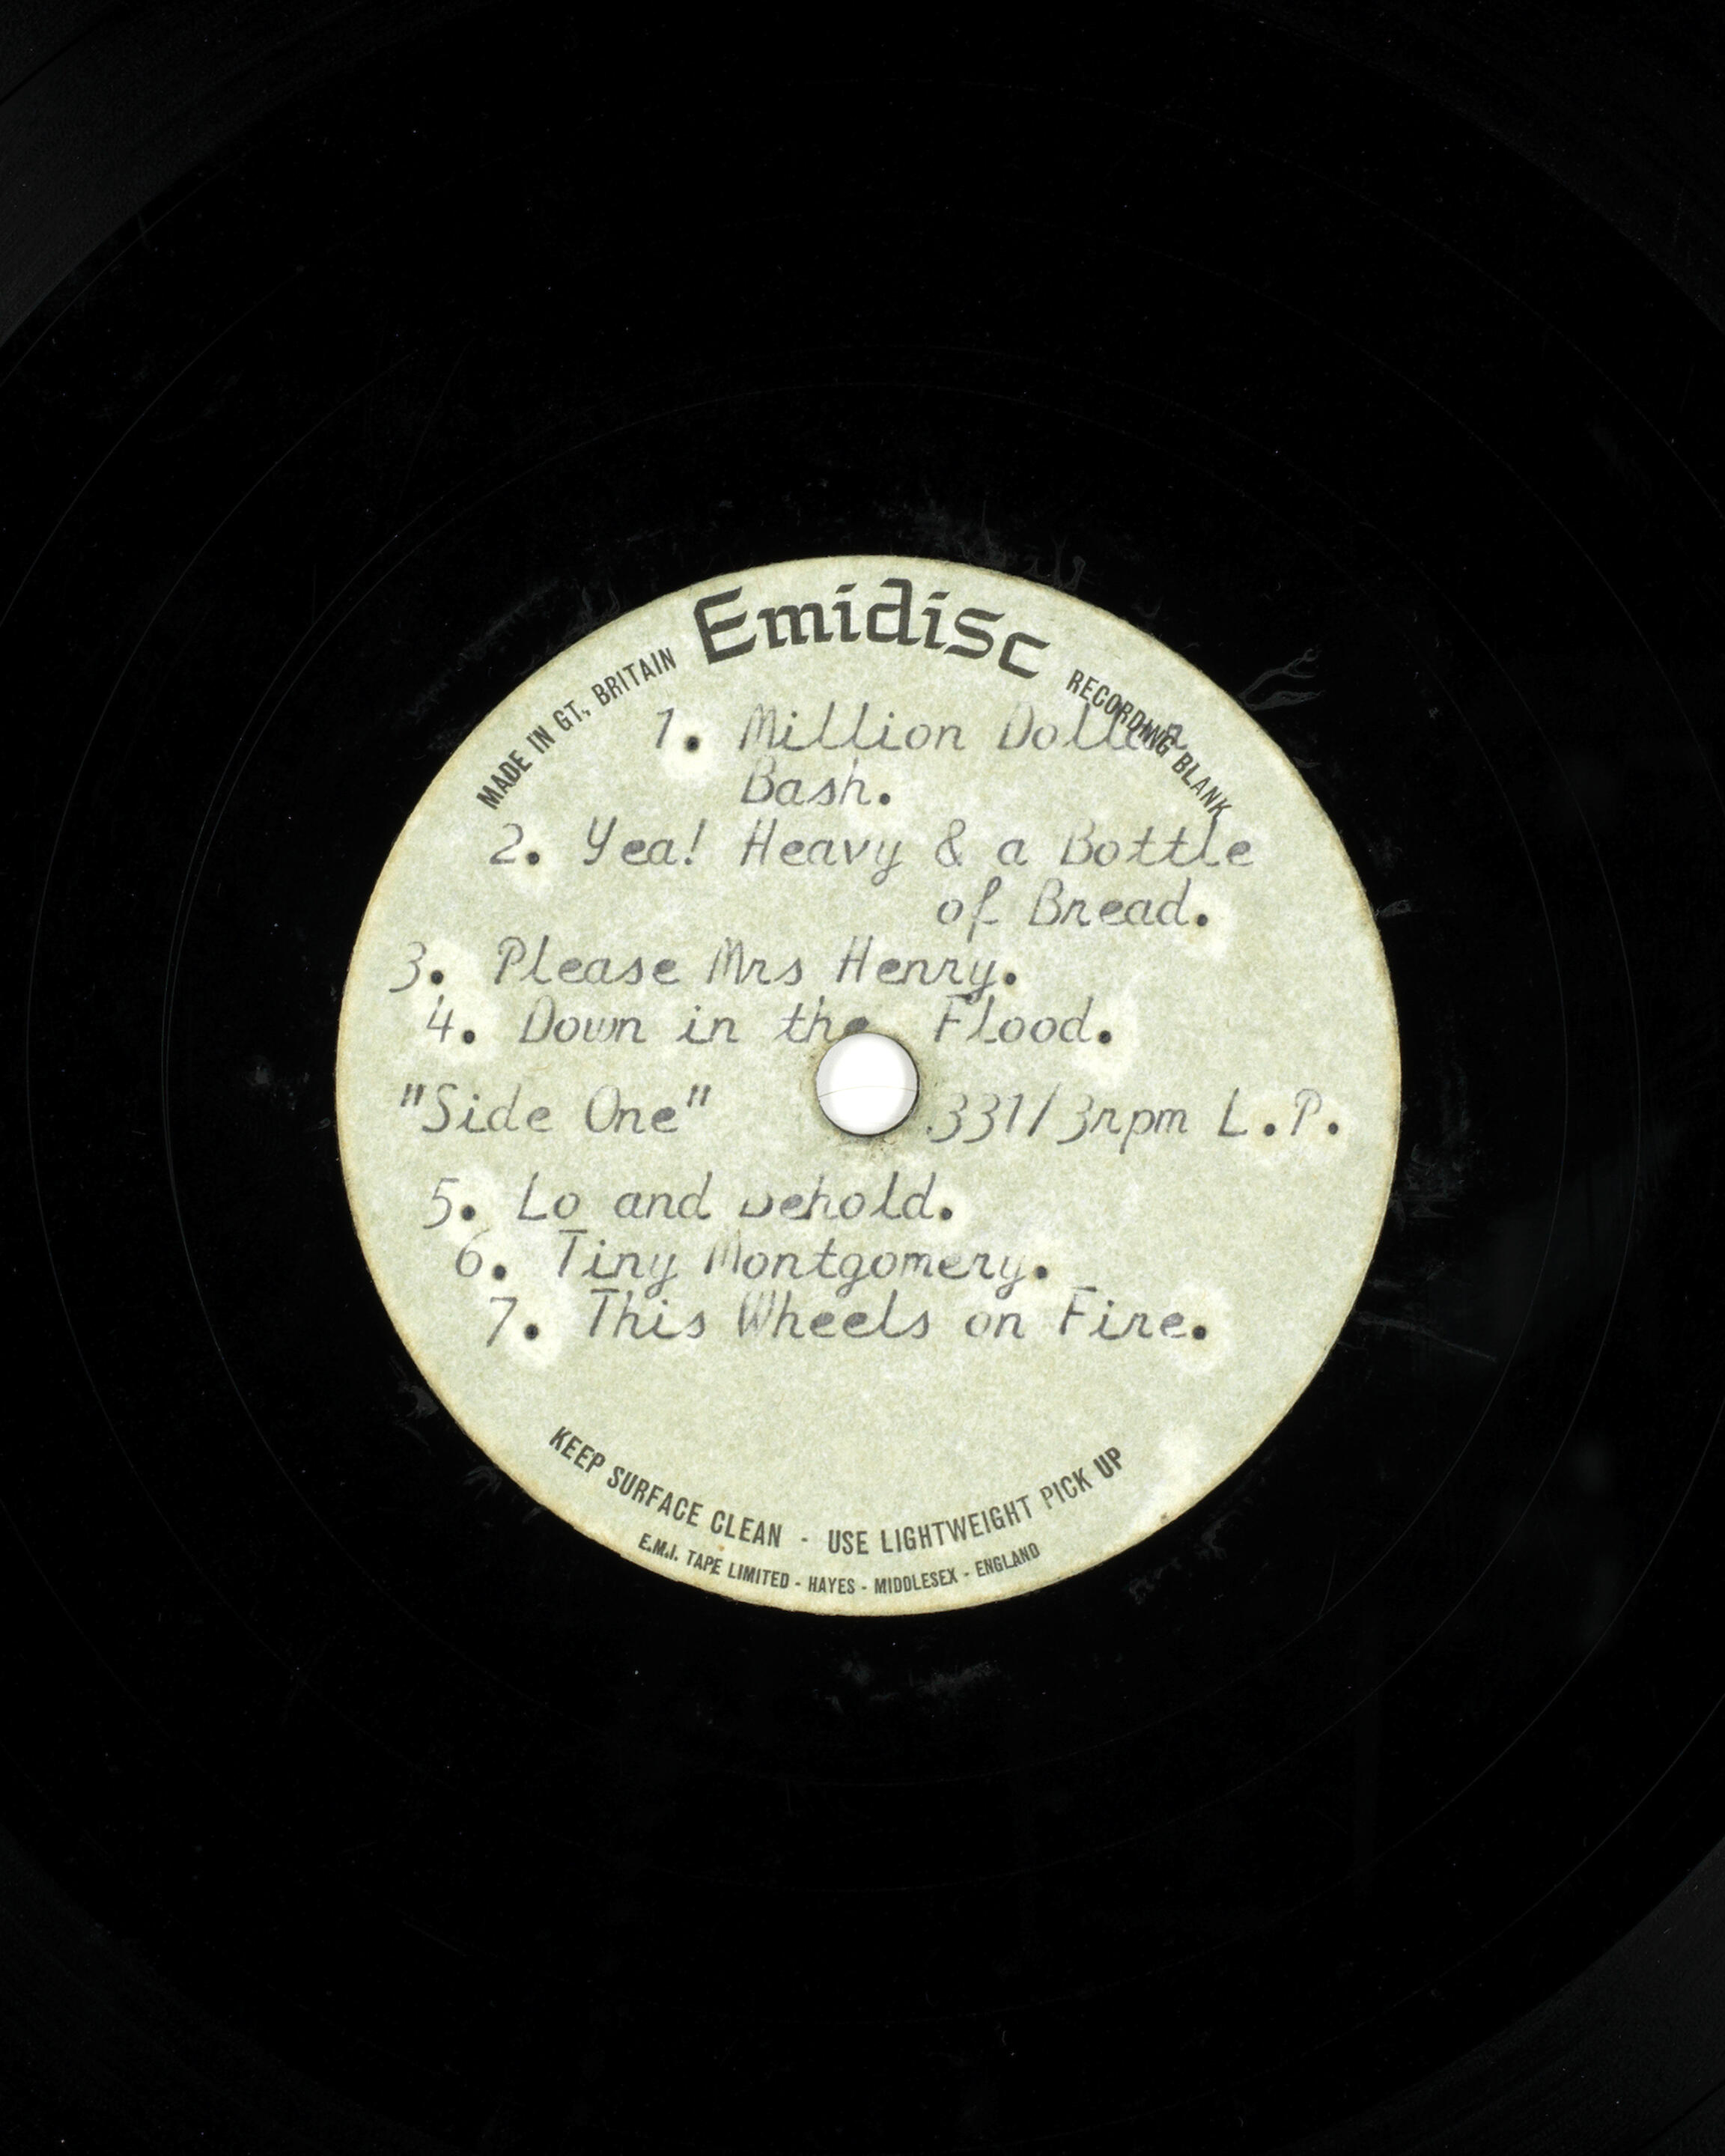 Emidisc
MADE IN GT. BRITAIN
RECORDING BLANK
1. Million Dollar
Bash.
2. Yea! Heavy & a Bottle
of Bread.
3. Please Mrs Henry.
4. Down in the Flood.
"Side One" 331/3rpm L.P.
5. Lo and Behold.
6. Tiny Montgomery.
7. This Wheels on Fire.
KEEP SURFACE CLEAN - USE LIGHTWEIGHT PICK UP
E.M.I. TAPE LIMITED - HAYES - MIDDLESEX - ENGLAND